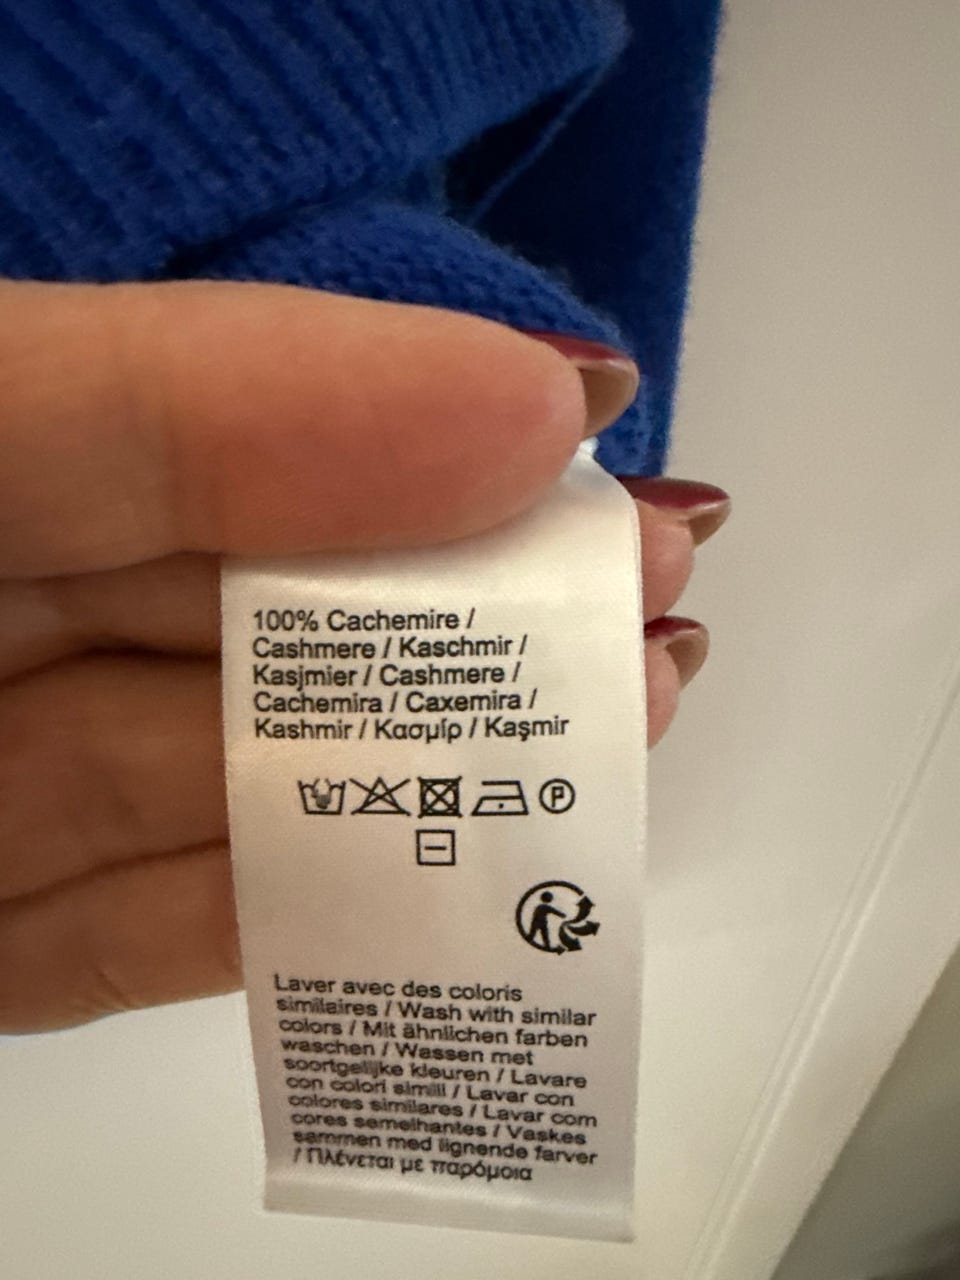 100% Cachemire /
Cashmere / Kaschmir /
Kasjmier / Cashmere /
Cachemira / Caxemira /
Kashmir / Κασμίρ / Kaşmir
P
Laver avec des coloris
similaires / Wash with similar
colors / Mit ähnlichen farben
waschen / Wassen met
soortgelijke kleuren / Lavare
con colori simili / Lavar con
colores similares / Lavar com
cores semelhantes / Vaskes
sammen med lignende farver
/ Πλένεται με παρόμοια